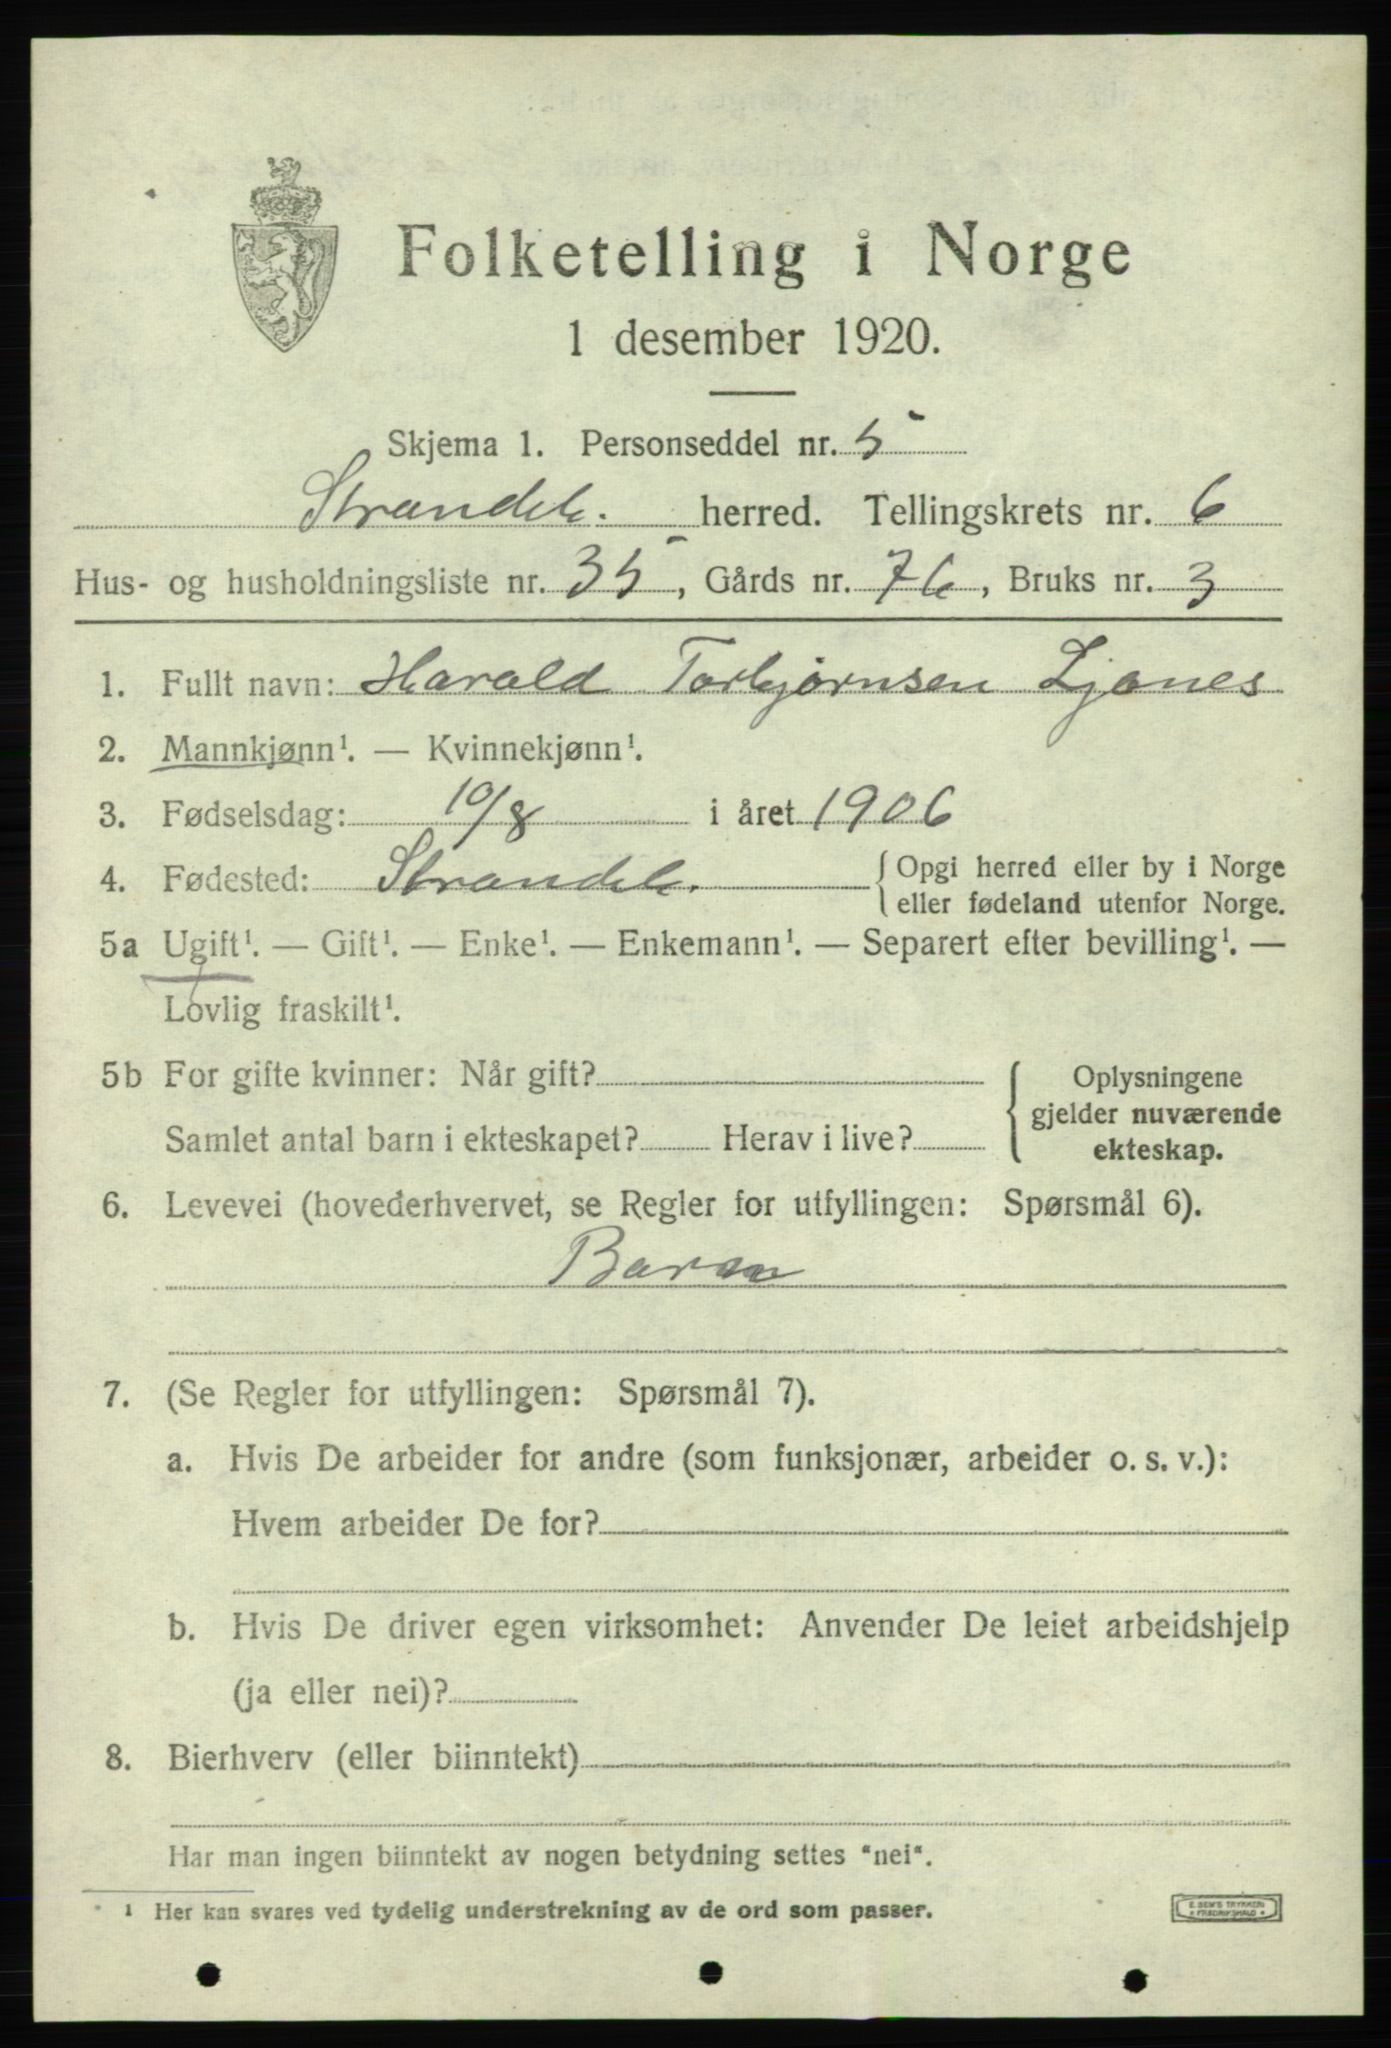 Folketelling i Norge
1 desember 1920.
Skjema 1. Personseddel nr. 5
Strandeb. herred. Tellingskrets nr. 6
Hus- og husholdningsliste nr. 35, Gårds nr. 76, Bruks nr. 3
1. Fullt navn: Harald Torbjørnsen Ljones
2. Mannkjønn¹. — Kvinnekjønn¹.
3. Fødselsdag: 10/8 i året 1906
4. Fødested: Strandeb. { Opgi herred eller by i Norge
eller fødeland utenfor Norge.
5a Ugift¹. — Gift¹. — Enke¹. — Enkemann¹. — Separert efter bevilling¹. —
Lovlig fraskilt¹.
5b For gifte kvinner: Når gift?
Samlet antal barn i ekteskapet? Herav i live?
{ Oplysningene
gjelder nuværende
ekteskap.
6. Levevei (hovederhvervet, se Regler for utfyllingen: Spørsmål 6).
Barn
7. (Se Regler for utfyllingen: Spørsmål 7).
a. Hvis De arbeider for andre (som funksjonær, arbeider o. s. v.):
Hvem arbeider De for?
b. Hvis De driver egen virksomhet: Anvender De leiet arbeidshjelp
(ja eller nei)?
8. Bierhverv (eller biinntekt)
Har man ingen biinntekt av nogen betydning settes "nei".
¹ Her kan svares ved tydelig understrekning av de ord som passer.
E. SEM'S TRYKKERI
* FREDRIKSHALD *